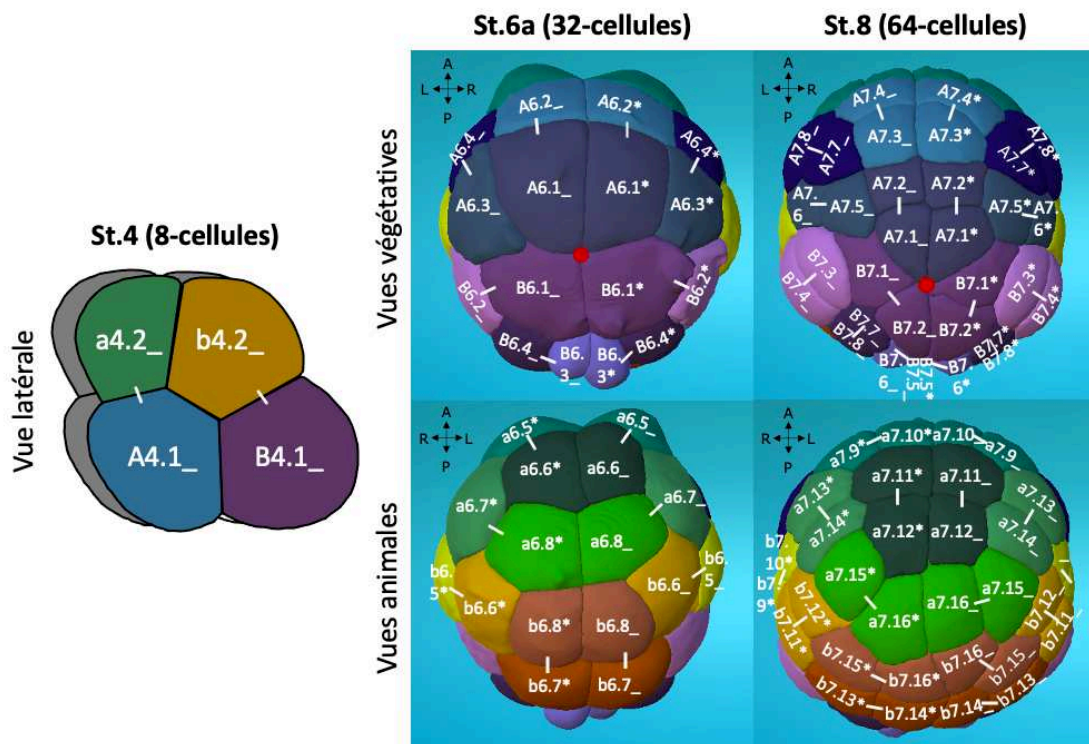 St.6a (32-cellules)
St.8 (64-cellules)
St.4 (8-cellules)
Vue latérale
a4.2_
b4.2_
A4.1_
B4.1_
Vues végétatives
A
L R
P
A6.2_
A6.2*
A6.4_
A6.4*
A6.1_
A6.1*
A6.3_
A6.3*
B6.2_
B6.1_
B6.1*
B6.2*
B6.4_
B6.
3_
B6.
3*
B6.4*
A
L R
P
A7.4_
A7.4*
A7.3_
A7.3*
A7.8_
A7.7_
A7.8*
A7.7*
A7.2_
A7.2*
A7.
6_
A7.5_
A7.5*
A7.
6*
A7.1_
A7.1*
B7.3_
B7.4_
B7.1_
B7.1*
B7.3*
B7.4*
B7.7_
B7.8_
B7.2_
B7.2*
B7.7*
B7.8*
B7.
6_
B7.5_
B7.5*
B7.
6*
Vues animales
A
R L
P
a6.5*
a6.5_
a6.6*
a6.6_
a6.7*
a6.7_
a6.8*
a6.8_
b6.
5*
b6.6*
b6.6_
b6.
5_
b6.8*
b6.8_
b6.7*
b6.7_
A
R L
P
a7.9*
a7.10*
a7.10_
a7.9_
a7.11*
a7.11_
a7.13*
a7.13_
a7.14*
a7.12*
a7.12_
a7.14_
b7.
10*
b7.
9*
a7.15*
a7.15_
a7.16*
a7.16_
b7.12*
b7.11*
b7.12_
b7.11_
b7.15*
b7.16*
b7.16_
b7.15_
b7.13*
b7.14*
b7.14_
b7.13_